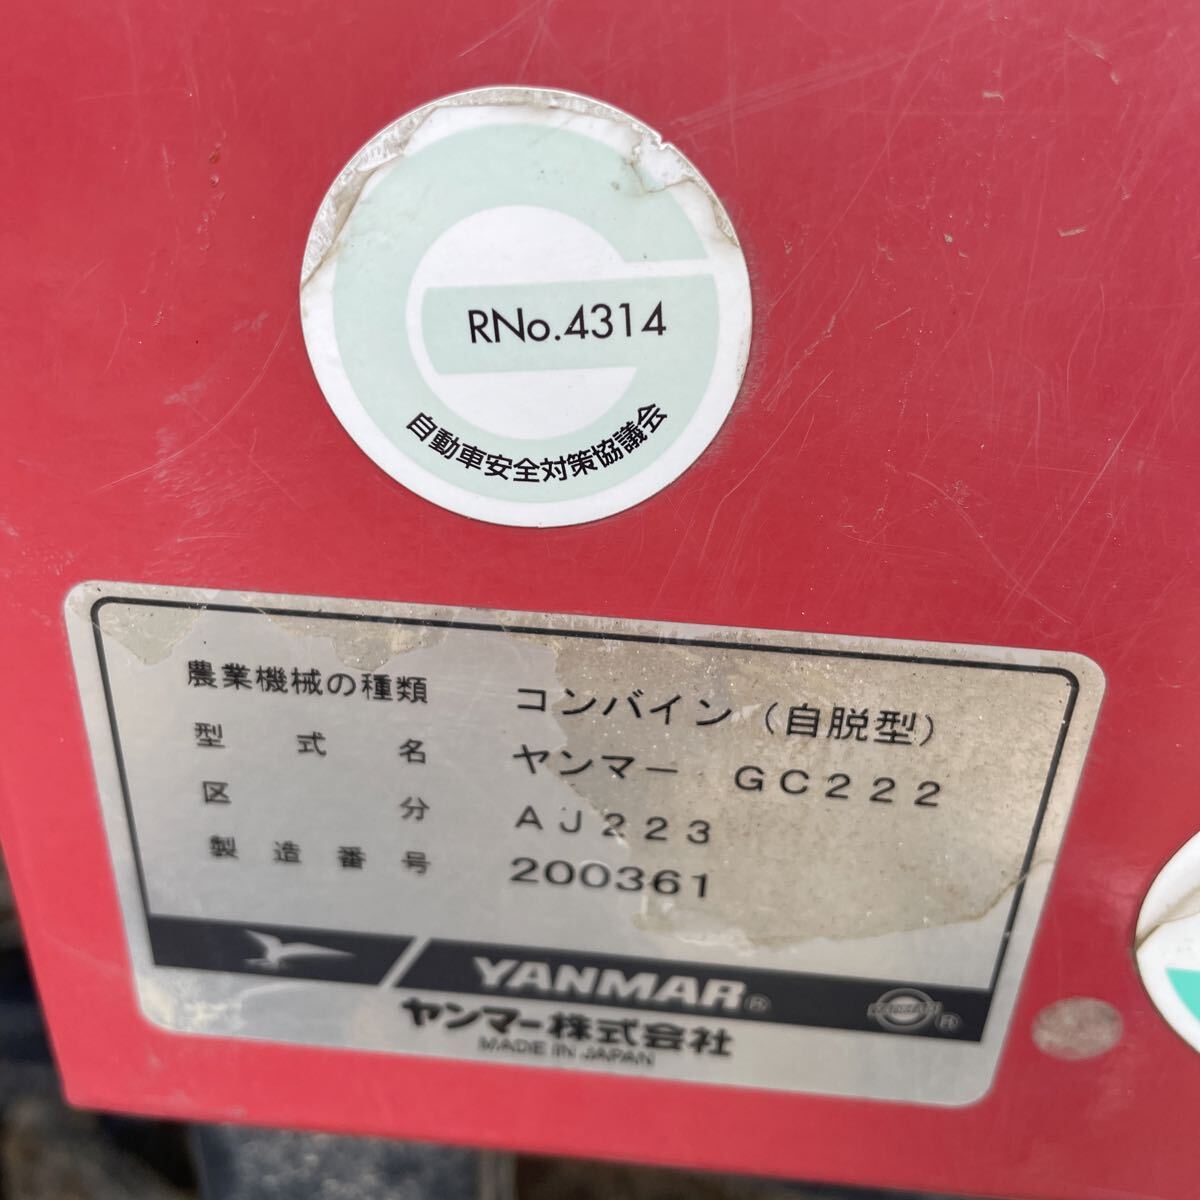 RNo.4314
自動車安全対策協議会
農業機械の種類 コンバイン（自脱型）
型式名 ヤンマー GC222
区分 AJ223
製造番号 200361
YANMAR®
ヤンマー株式会社
MADE IN JAPAN